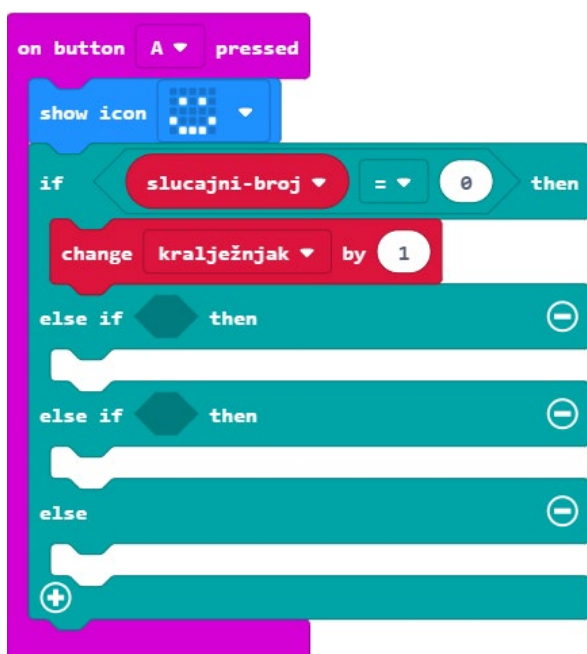 on button A pressed
show icon
if slucajni-broj = 0 then
change kralježnjak by 1
else if then
else if then
else